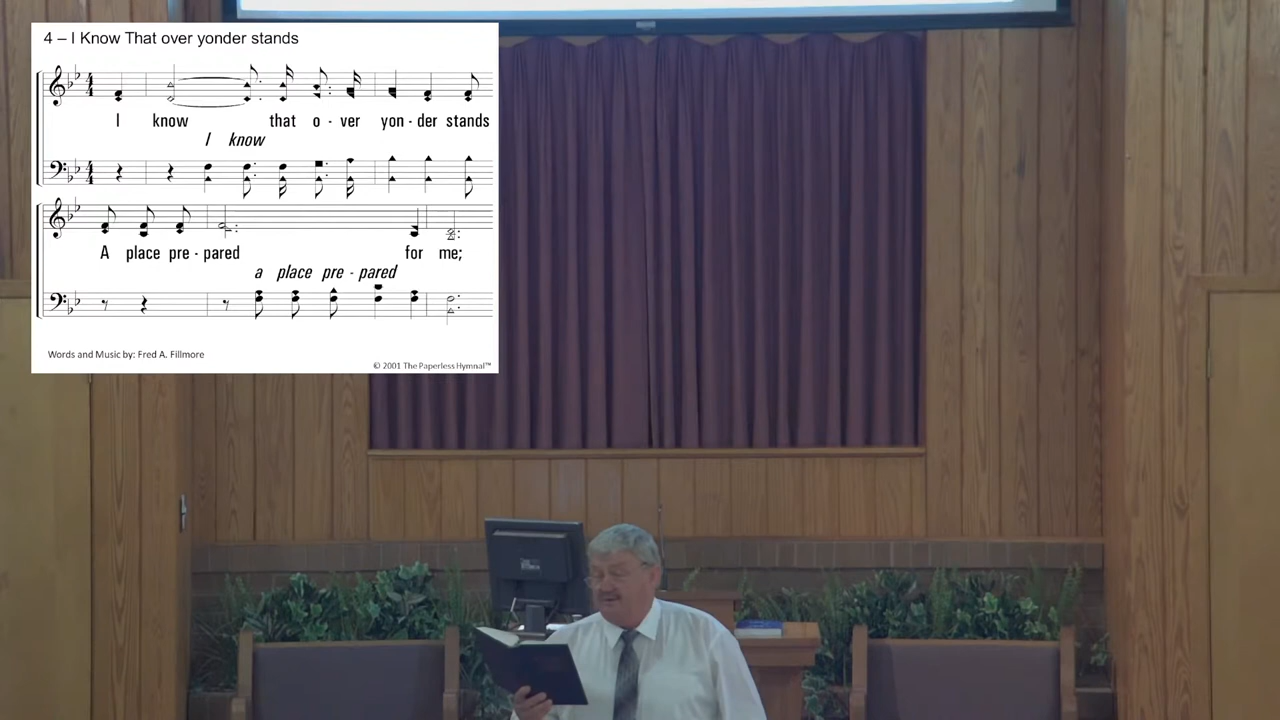 4 – I Know That over yonder stands
I know that o - ver yon - der stands
I know
A place pre - pared for me;
a place pre - pared
Words and Music by: Fred A. Fillmore
© 2001 The Paperless Hymnal™